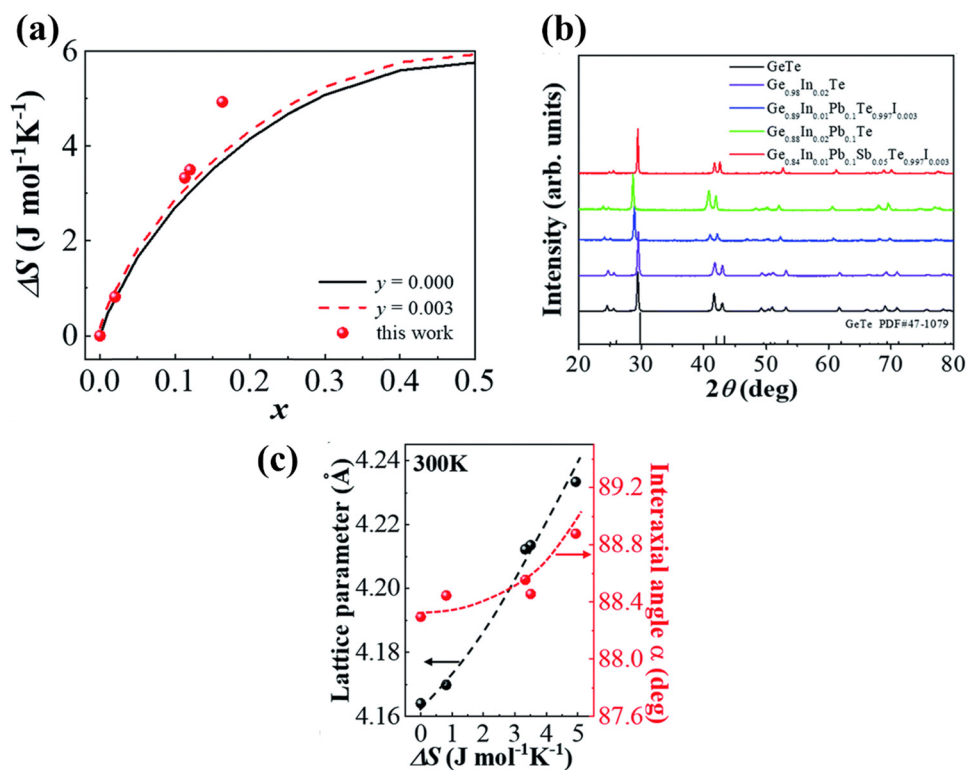 (a)
ΔS (J mol⁻¹K⁻¹)
6
4
2
0
y = 0.000
y = 0.003
this work
0.0 0.1 0.2 0.3 0.4 0.5
x
(b)
Intensity (arb. units)
GeTe
Ge₀.₉₈In₀.₀₂Te
Ge₀.₈₉In₀.₀₁Pb₀.₁Te₀.₉₉₇I₀.₀₀₃
Ge₀.₈₈In₀.₀₂Pb₀.₁Te
Ge₀.₈₄In₀.₀₁Pb₀.₁Sb₀.₀₅Te₀.₉₉₇I₀.₀₀₃
GeTe PDF#47-1079
20 30 40 50 60 70 80
2θ (deg)
(c)
Lattice parameter (Å)
4.24
4.22
4.20
4.18
4.16
300K
89.2
88.8
88.4
88.0
87.6
Interaxial angle α (deg)
0 1 2 3 4 5
ΔS (J mol⁻¹K⁻¹)